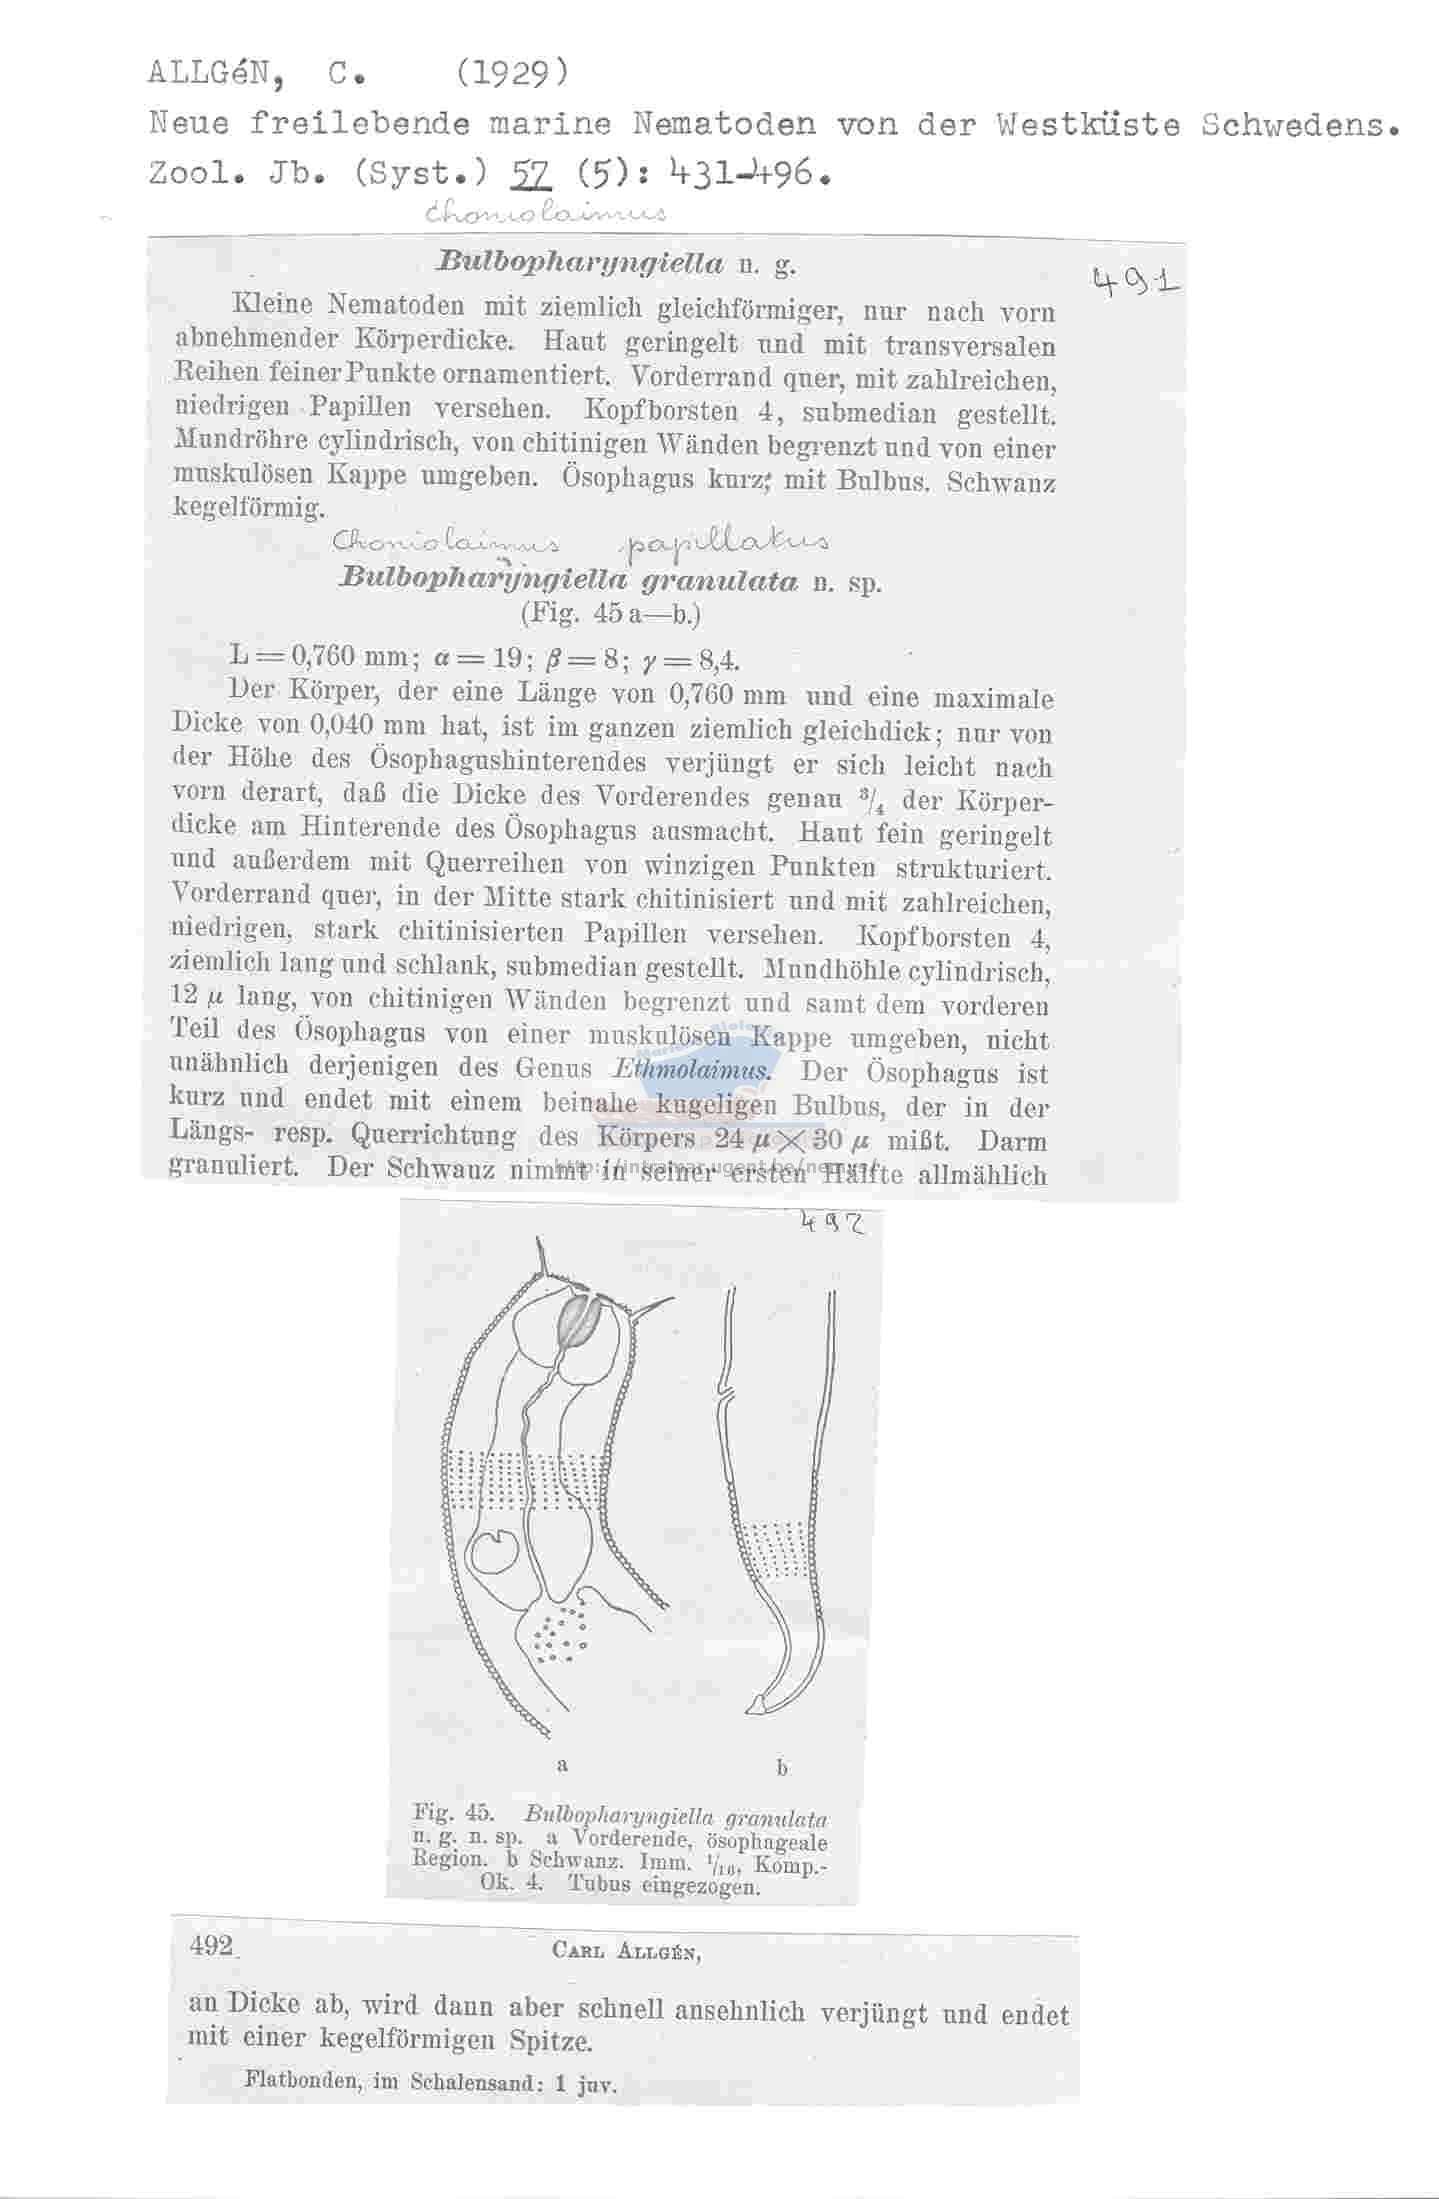 ALLGéN, C. (1929)
Neue freilebende marine Nematoden von der Westküste Schwedens.
Zool. Jb. (Syst.) 57 (5): 431-496.
Choniolaimus
Bulbopharyngiella n. g.
491
Kleine Nematoden mit ziemlich gleichförmiger, nur nach vorn
abnehmender Körperdicke. Haut geringelt und mit transversalen
Reihen feiner Punkte ornamentiert. Vorderrand quer, mit zahlreichen,
niedrigen Papillen versehen. Kopfborsten 4, submedian gestellt.
Mundröhre cylindrisch, von chitinigen Wänden begrenzt und von einer
muskulösen Kappe umgeben. Ösophagus kurz; mit Bulbus. Schwanz
kegelförmig.
Choniolaimus papillatus
Bulbopharyngiella granulata n. sp.
(Fig. 45 a—b.)
L = 0,760 mm; α = 19; β = 8; γ = 8,4.
Der Körper, der eine Länge von 0,760 mm und eine maximale
Dicke von 0,040 mm hat, ist im ganzen ziemlich gleichdick; nur von
der Höhe des Ösophagushinterendes verjüngt er sich leicht nach
vorn derart, daß die Dicke des Vorderendes genau 3/4 der Körper-
dicke am Hinterende des Ösophagus ausmacht. Haut fein geringelt
und außerdem mit Querreihen von winzigen Punkten strukturiert.
Vorderrand quer, in der Mitte stark chitinisiert und mit zahlreichen,
niedrigen, stark chitinisierten Papillen versehen. Kopfborsten 4,
ziemlich lang und schlank, submedian gestellt. Mundhöhle cylindrisch,
12 μ lang, von chitinigen Wänden begrenzt und samt dem vorderen
Teil des Ösophagus von einer muskulösen Kappe umgeben, nicht
unähnlich derjenigen des Genus Ethmolaimus. Der Ösophagus ist
kurz und endet mit einem beinahe kugeligen Bulbus, der in der
Längs- resp. Querrichtung des Körpers 24 μ × 30 μ mißt. Darm
granuliert. Der Schwanz nimmt in seiner ersten Hälfte allmählich
http://intramar.ugent.be/nemys/
492
a b
Fig. 45. Bulbopharyngiella granulata
n. g. n. sp. a Vorderende, ösophageale
Region. b Schwanz. Imm. 1/16, Komp.-
Ok. 4. Tubus eingezogen.
492 CARL ALLGÉN,
an Dicke ab, wird dann aber schnell ansehnlich verjüngt und endet
mit einer kegelförmigen Spitze.
Flatbonden, im Schalensand: 1 juv.